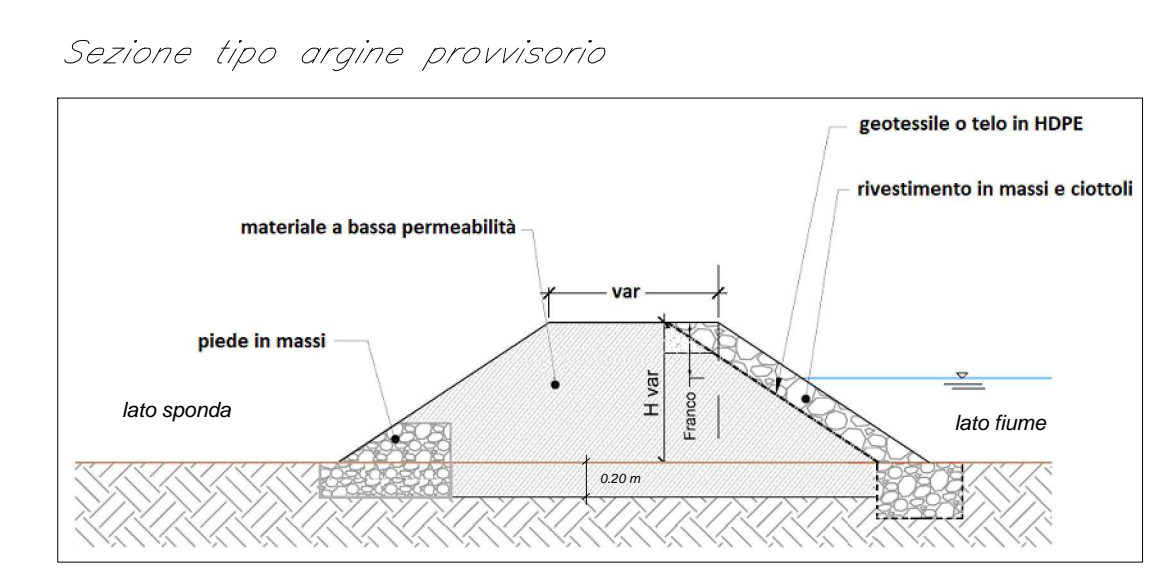 Sezione tipo argine provvisorio
geotessile o telo in HDPE
rivestimento in massi e ciottoli
materiale a bassa permeabilità
var
piede in massi
H var
Franco
lato sponda
lato fiume
0.20 m